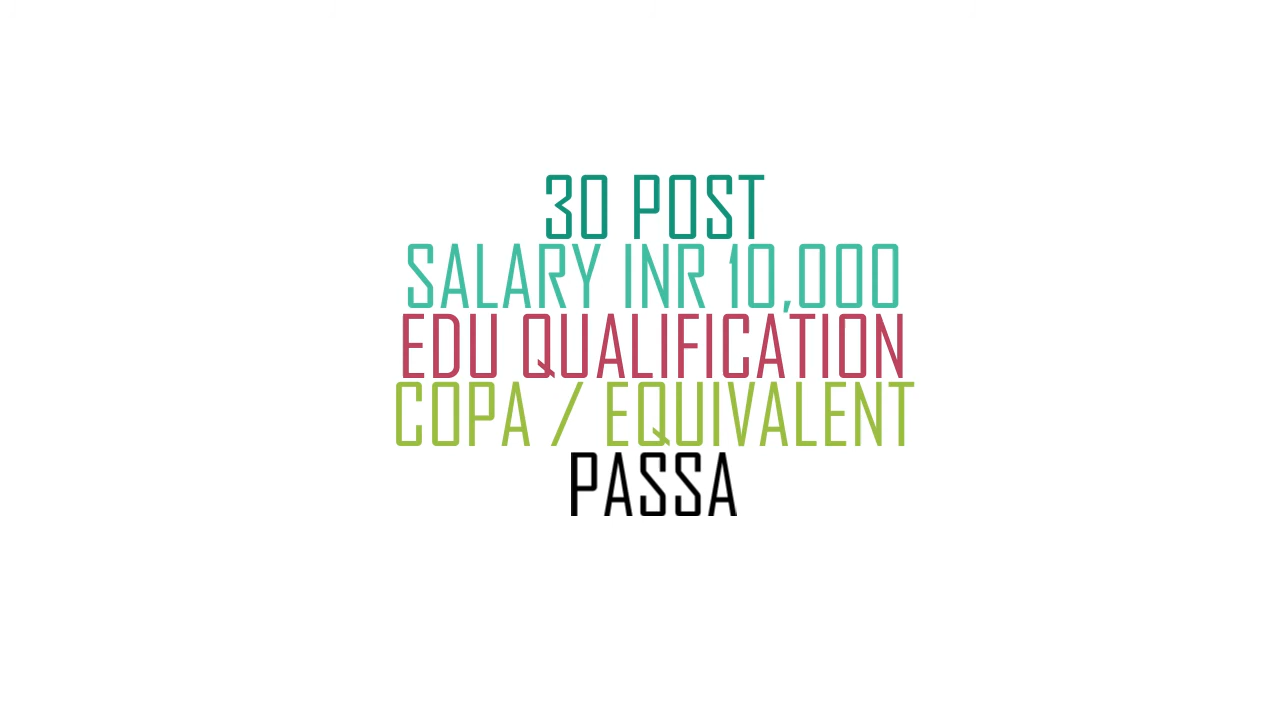 30 POST
SALARY INR 10,000
EDU QUALIFICATION
COPA / EQUIVALENT
PASSA